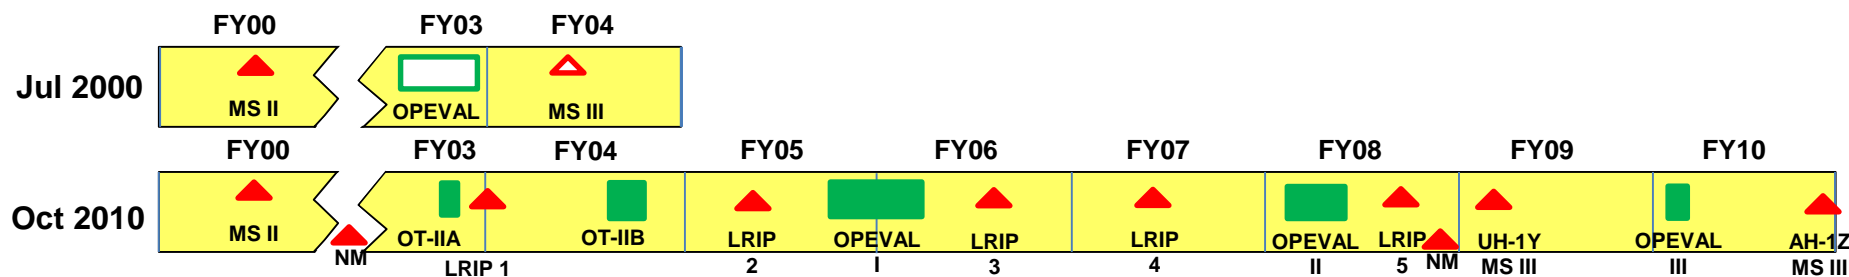 FY00 FY03 FY04
Jul 2000
MS II OPEVAL MS III
FY00 FY03 FY04 FY05 FY06 FY07 FY08 FY09 FY10
Oct 2010
MS II NM OT-IIA LRIP 1 OT-IIB LRIP 2 OPEVAL I LRIP 3 LRIP 4 OPEVAL II LRIP 5 NM UH-1Y MS III OPEVAL III AH-1Z MS III